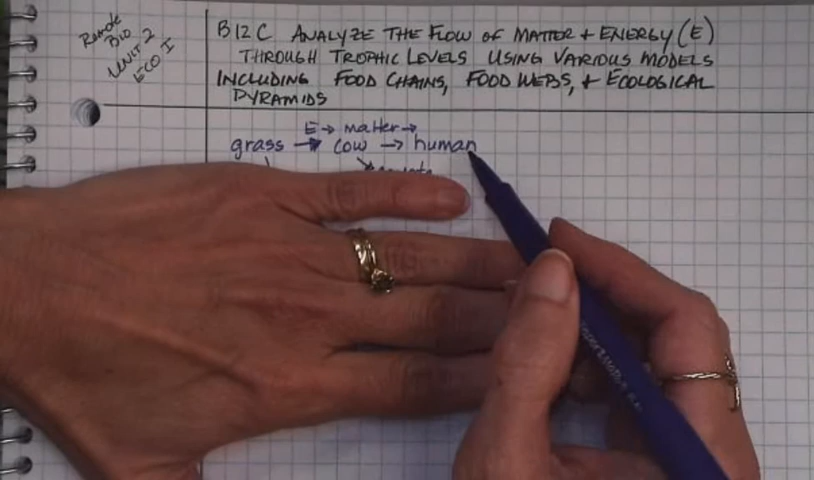 Remote
BIO
UNIT 2
ECO I
B12C ANALYZE THE FLOW OF MATTER + ENERGY (E)
THROUGH TROPHIC LEVELS USING VARIOUS MODELS
INCLUDING FOOD CHAINS, FOOD WEBS, + ECOLOGICAL
PYRAMIDS
E → matter →
grass → cow → human